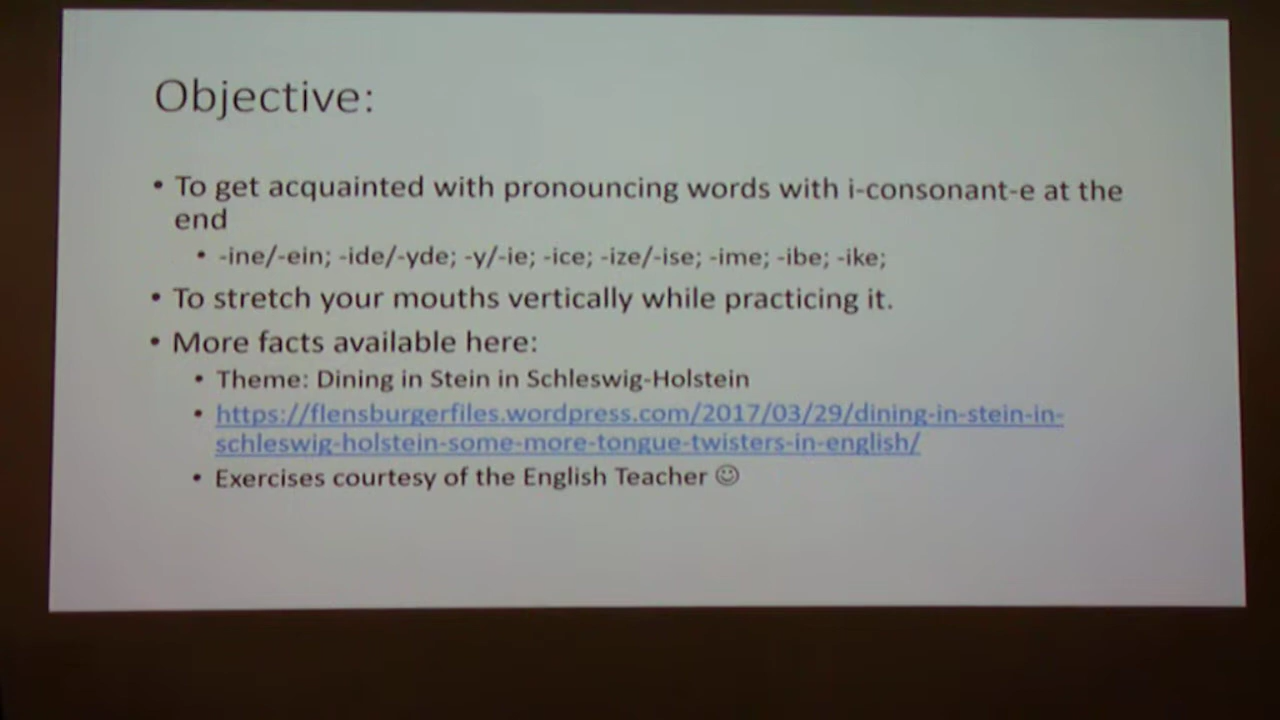 Objective:
• To get acquainted with pronouncing words with i-consonant-e at the
end
• -ine/-ein; -ide/-yde; -y/-ie; -ice; -ize/-ise; -ime; -ibe; -ike;
• To stretch your mouths vertically while practicing it.
• More facts available here:
• Theme: Dining in Stein in Schleswig-Holstein
• https://flensburgerfiles.wordpress.com/2017/03/29/dining-in-stein-in-
schleswig-holstein-some-more-tongue-twisters-in-english/
• Exercises courtesy of the English Teacher ☺